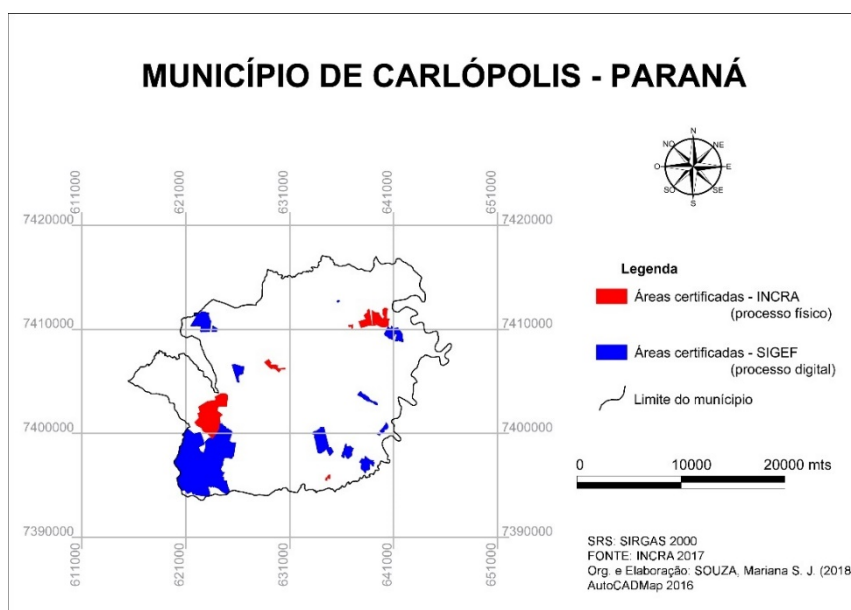 MUNICÍPIO DE CARLÓPOLIS - PARANÁ
N
NO
NE
O
E
SO
SE
S
611000
621000
631000
641000
651000
7420000
7420000
7410000
7410000
7400000
7400000
7390000
7390000
611000
621000
631000
641000
651000
Legenda
Áreas certificadas - INCRA
(processo físico)
Áreas certificadas - SIGEF
(processo digital)
Limite do município
0
10000
20000 mts
SRS: SIRGAS 2000
FONTE: INCRA 2017
Org. e Elaboração: SOUZA, Mariana S. J. (2018
AutoCADMap 2016